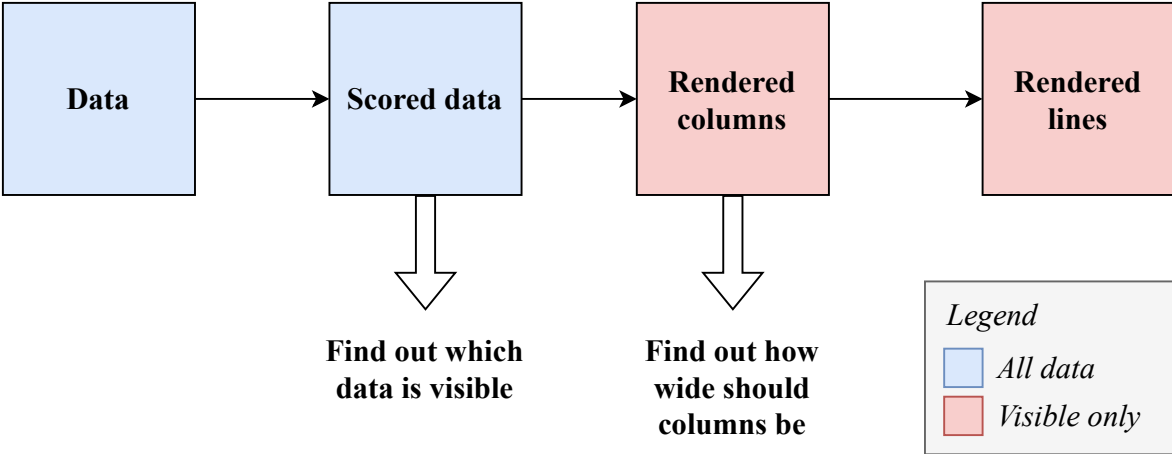 Data
Scored data
Rendered
columns
Rendered
lines
Find out which
data is visible
Find out how
wide should
columns be
Legend
All data
Visible only